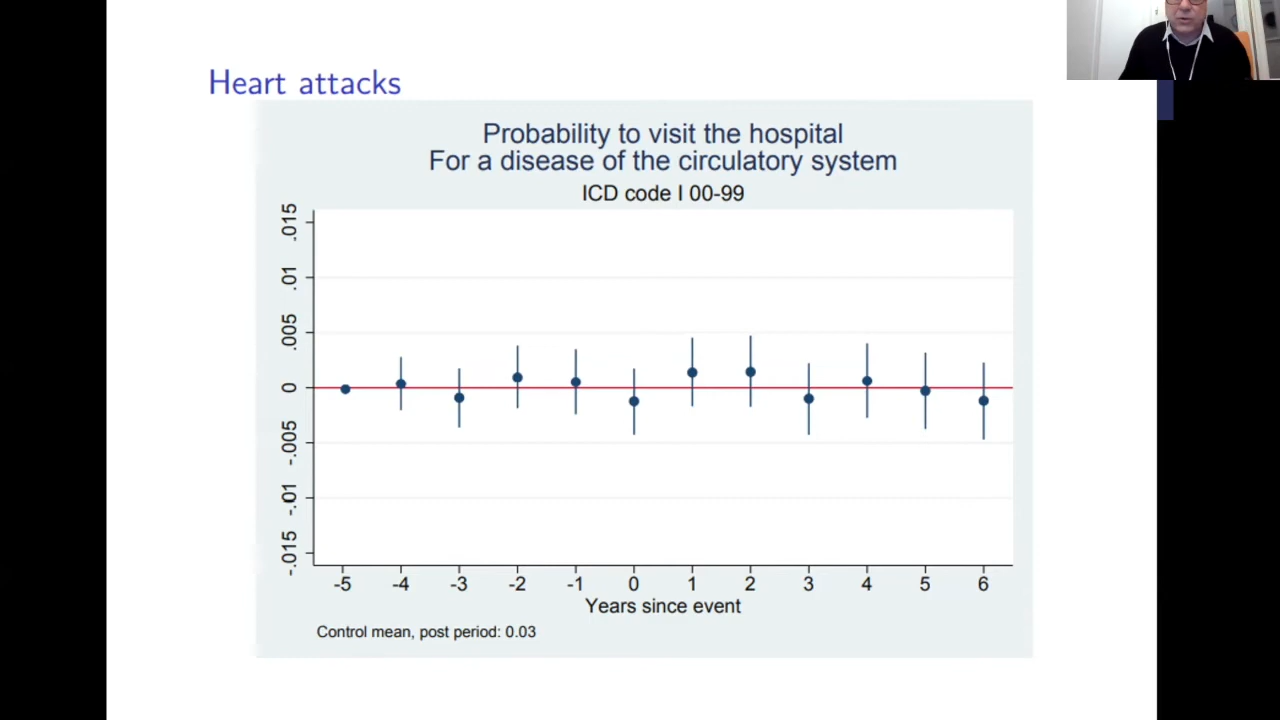 Heart attacks
Probability to visit the hospital
For a disease of the circulatory system
ICD code I 00-99
.015
.01
.005
0
-.005
-.01
-.015
-5 -4 -3 -2 -1 0 1 2 3 4 5 6
Years since event
Control mean, post period: 0.03